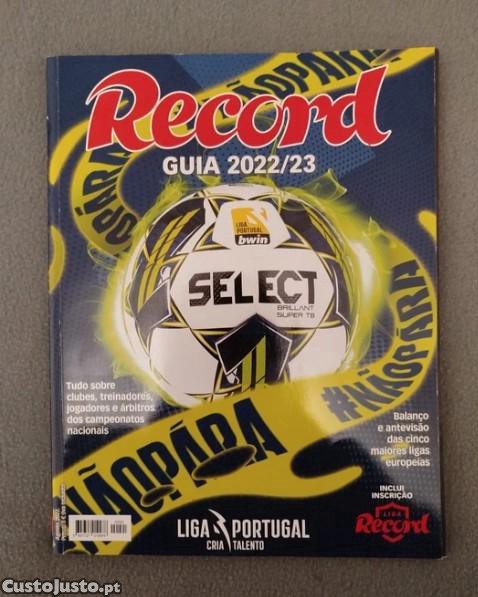 Record
GUIA 2022/23
NÃOPÁRA
#NÃOPÁRA
LIGA
PORTUGAL
bwin
SELECT
BRILLANT
SUPER TB
Tudo sobre
clubes, treinadores,
jogadores e árbitros
dos campeonatos
nacionais
#NÃOPÁRA
Balanço
e antevisão
das cinco
maiores ligas
europeias
NÃOPÁRA
INCLUI
INSCRIÇÃO
LIGA
Record
LIGA PORTUGAL
CRIA TALENTO
CustoJusto.pt